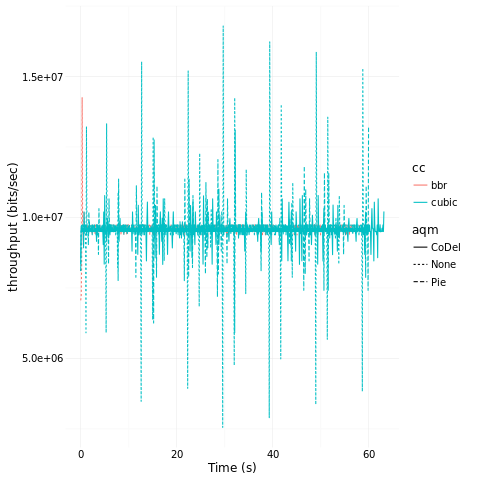 throughput (bits/sec)
1.5e+07
1.0e+07
5.0e+06
0
20
40
60
Time (s)
cc
bbr
cubic
aqm
CoDel
None
Pie